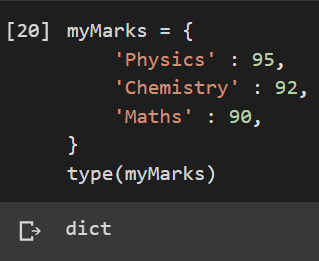 [20] myMarks = {
'Physics' : 95,
'Chemistry' : 92,
'Maths' : 90,
}
type(myMarks)
dict